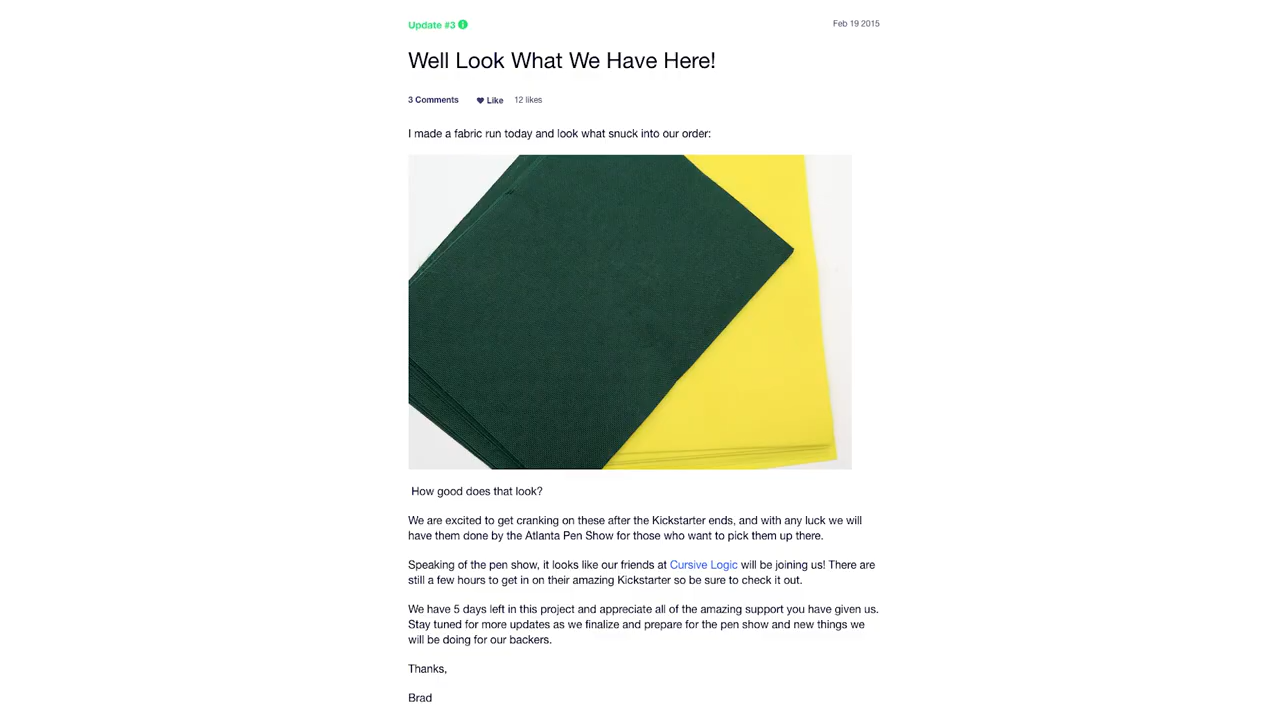 Update #3
Feb 19 2015
Well Look What We Have Here!
3 Comments Like 12 likes
I made a fabric run today and look what snuck into our order:
How good does that look?
We are excited to get cranking on these after the Kickstarter ends, and with any luck we will
have them done by the Atlanta Pen Show for those who want to pick them up there.
Speaking of the pen show, it looks like our friends at Cursive Logic will be joining us! There are
still a few hours to get in on their amazing Kickstarter so be sure to check it out.
We have 5 days left in this project and appreciate all of the amazing support you have given us.
Stay tuned for more updates as we finalize and prepare for the pen show and new things we
will be doing for our backers.
Thanks,
Brad